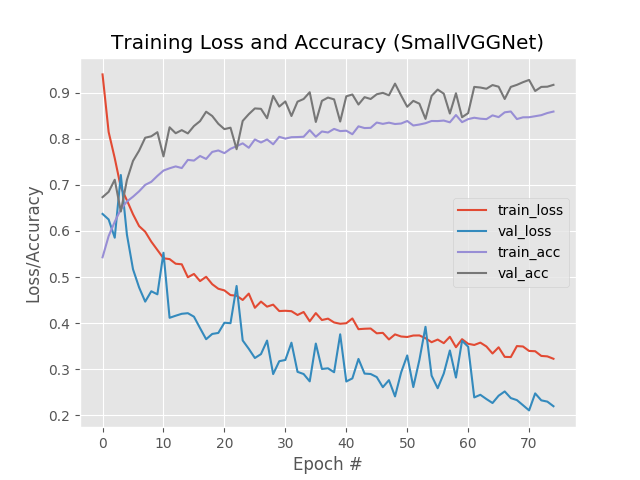 Training Loss and Accuracy (SmallVGGNet)
Loss/Accuracy
0.9
0.8
0.7
0.6
0.5
0.4
0.3
0.2
train_loss
val_loss
train_acc
val_acc
0 10 20 30 40 50 60 70
Epoch #